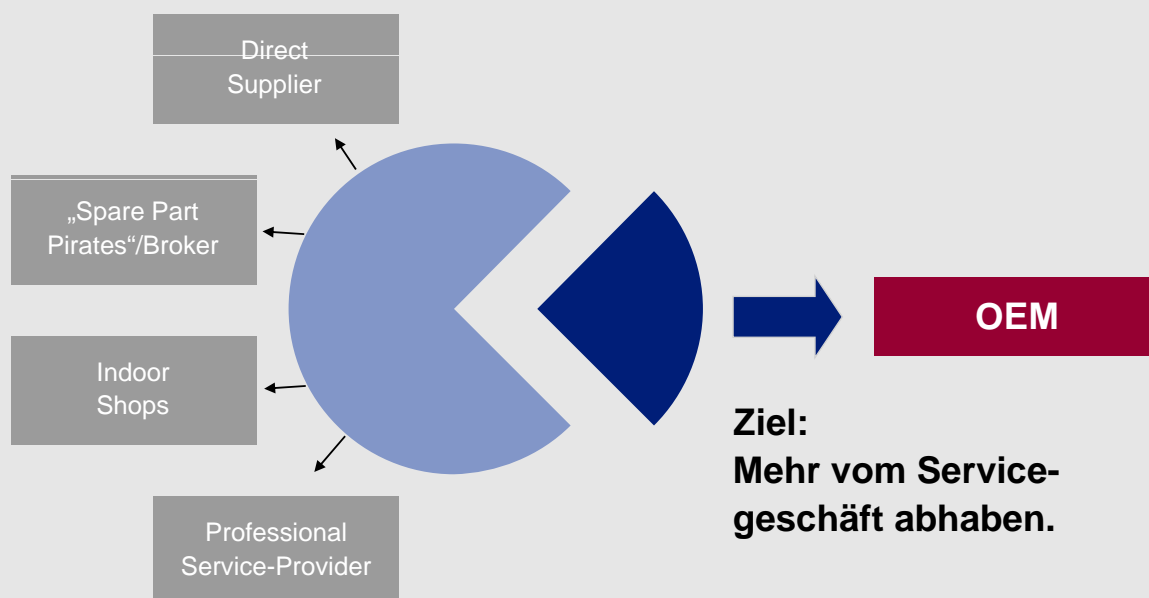 Direct
Supplier
„Spare Part
Pirates“/Broker
Indoor
Shops
Professional
Service-Provider
OEM
Ziel:
Mehr vom Service-
geschäft abhaben.